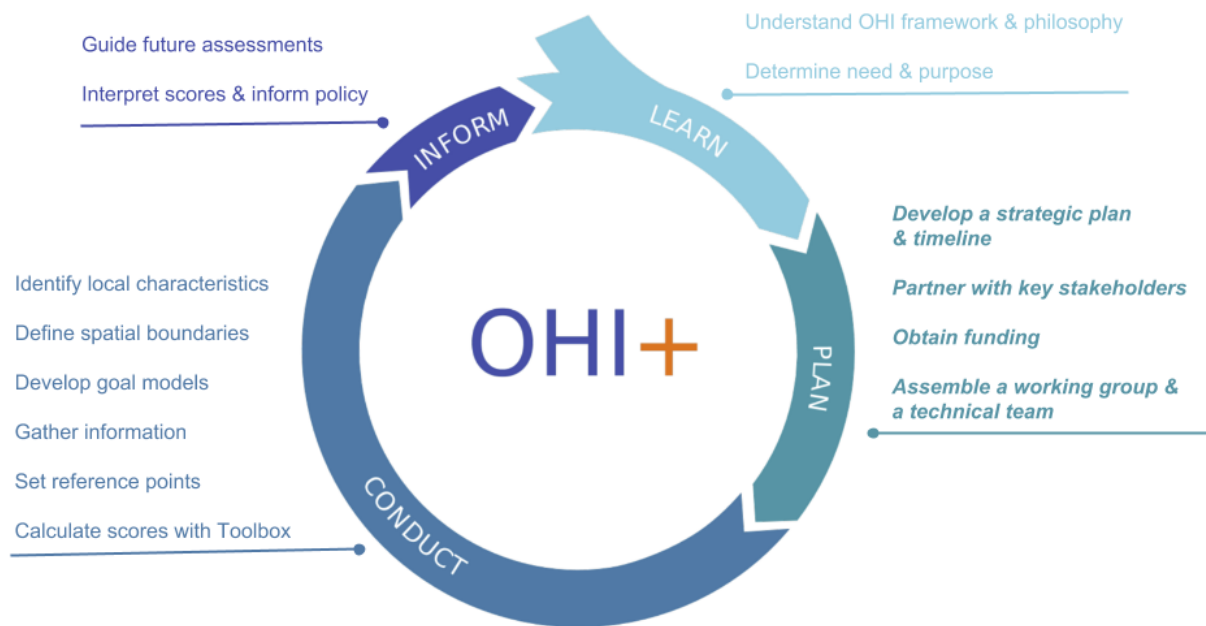 Guide future assessments
Interpret scores & inform policy
INFORM
Understand OHI framework & philosophy
Determine need & purpose
LEARN
Develop a strategic plan
& timeline
Partner with key stakeholders
Obtain funding
Assemble a working group &
a technical team
PLAN
OHI+
Identify local characteristics
Define spatial boundaries
Develop goal models
Gather information
Set reference points
Calculate scores with Toolbox
CONDUCT